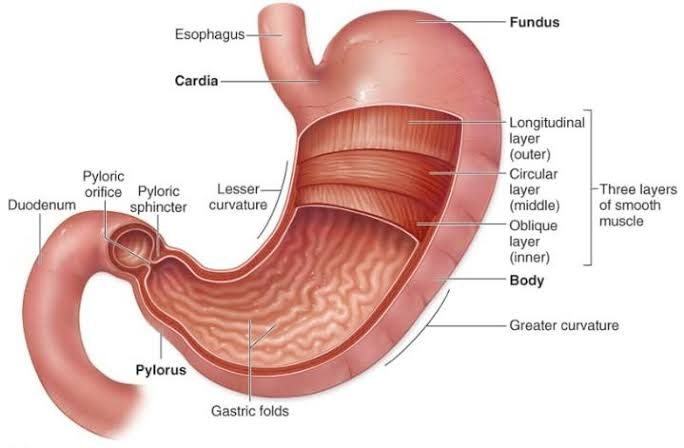 Fundus
Esophagus
Cardia
Longitudinal
layer
(outer)
Circular
layer
(middle)
Oblique
layer
(inner)
Three layers
of smooth
muscle
Pyloric
orifice
Pyloric
sphincter
Lesser
curvature
Duodenum
Body
Greater curvature
Pylorus
Gastric folds